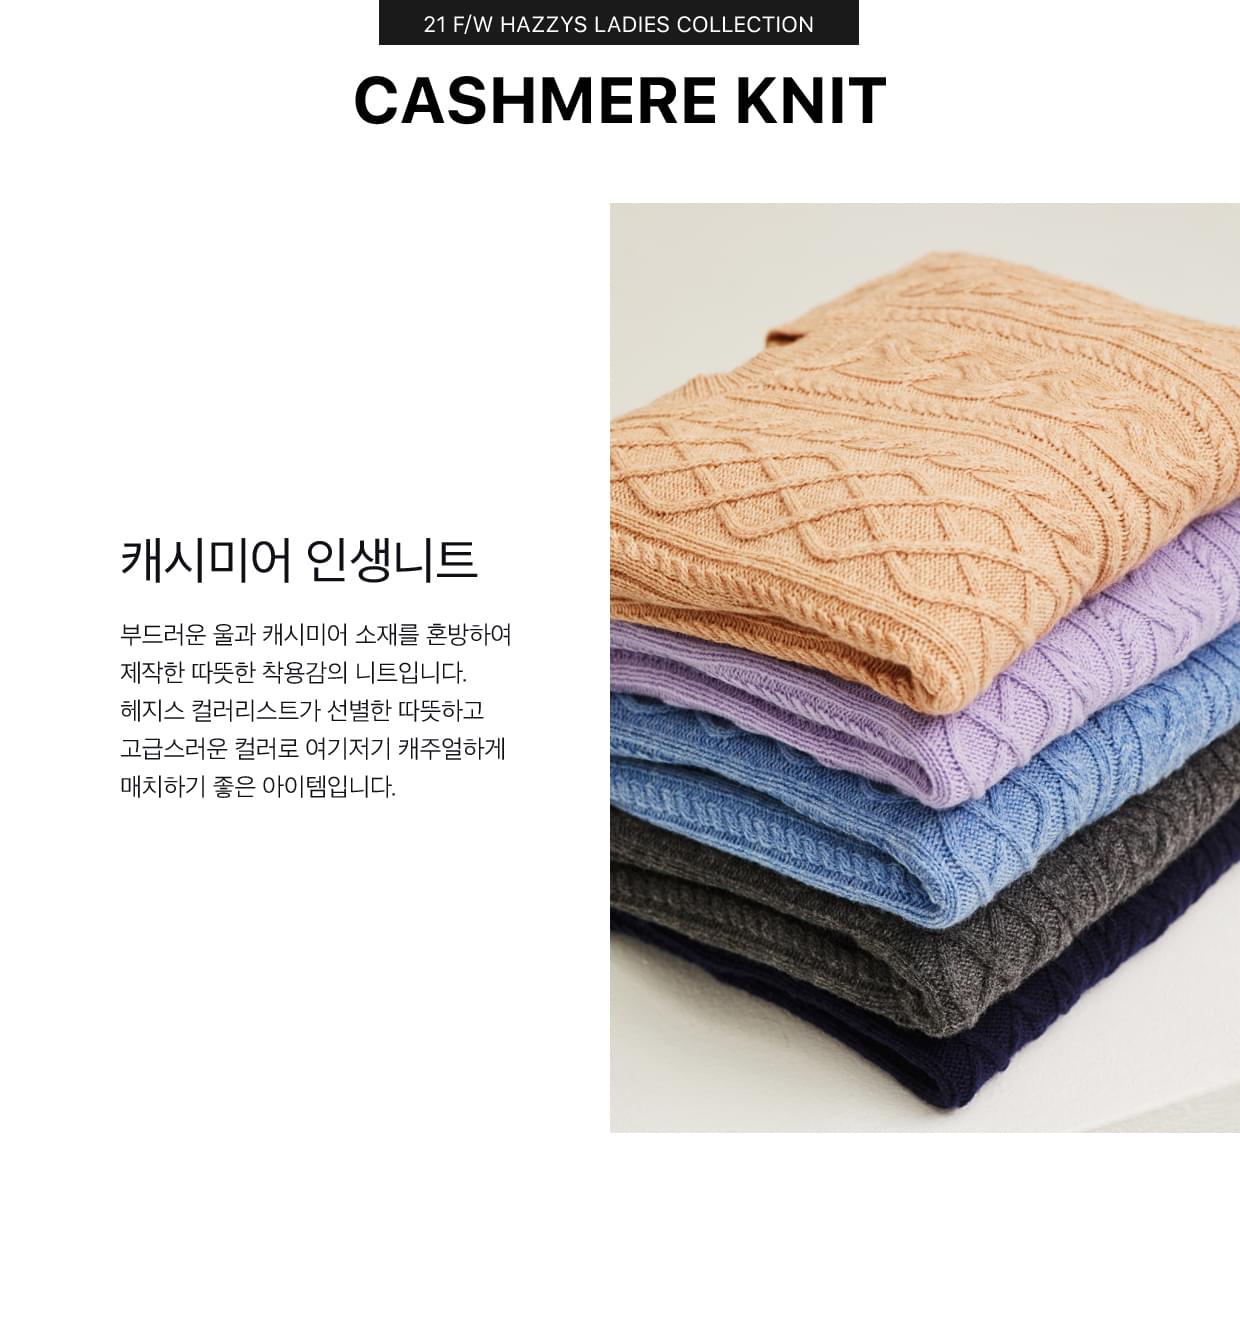 21 F/W HAZZYS LADIES COLLECTION
CASHMERE KNIT
캐시미어 인생니트
부드러운 울과 캐시미어 소재를 혼방하여
제작한 따뜻한 착용감의 니트입니다.
헤지스 컬러리스트가 선별한 따뜻하고
고급스러운 컬러로 여기저기 캐주얼하게
매치하기 좋은 아이템입니다.